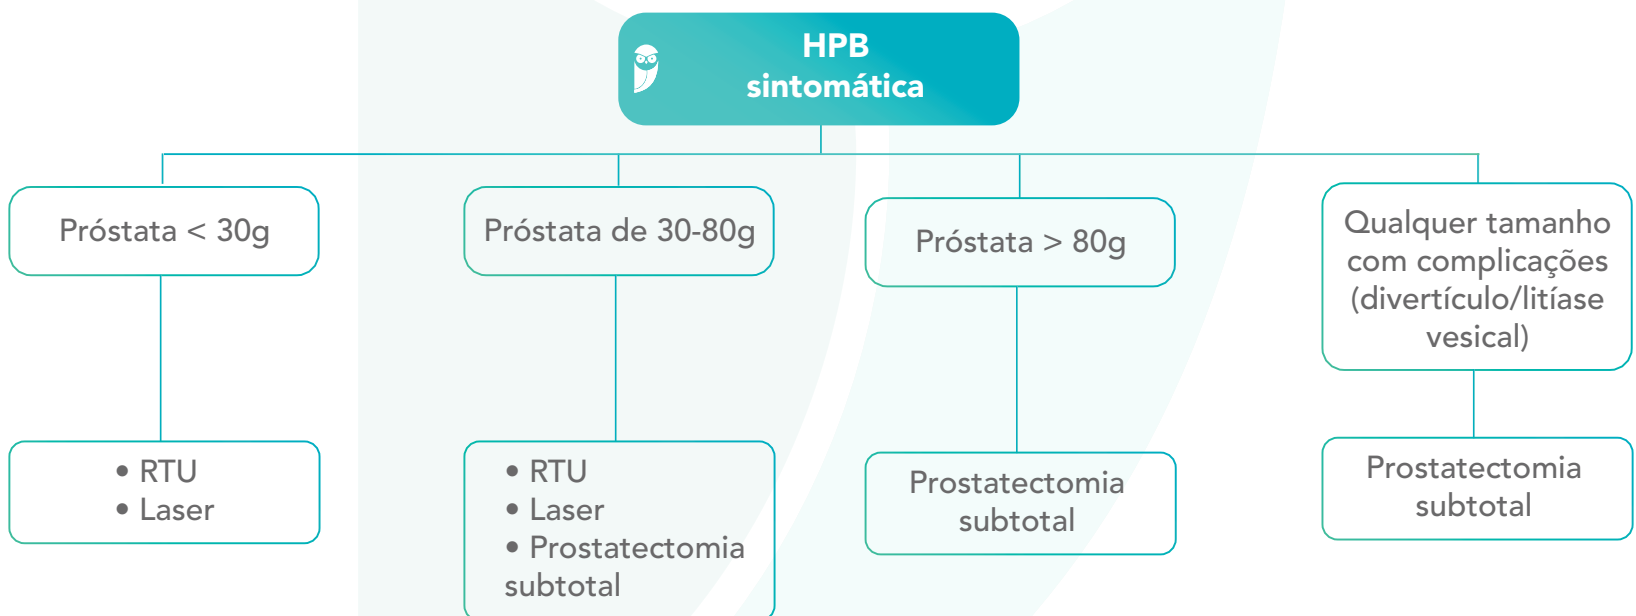 HPB
sintomática
Próstata < 30g
Próstata de 30-80g
Próstata > 80g
Qualquer tamanho
com complicações
(divertículo/litíase
vesical)
• RTU
• Laser
• RTU
• Laser
• Prostatectomia
subtotal
Prostatectomia
subtotal
Prostatectomia
subtotal